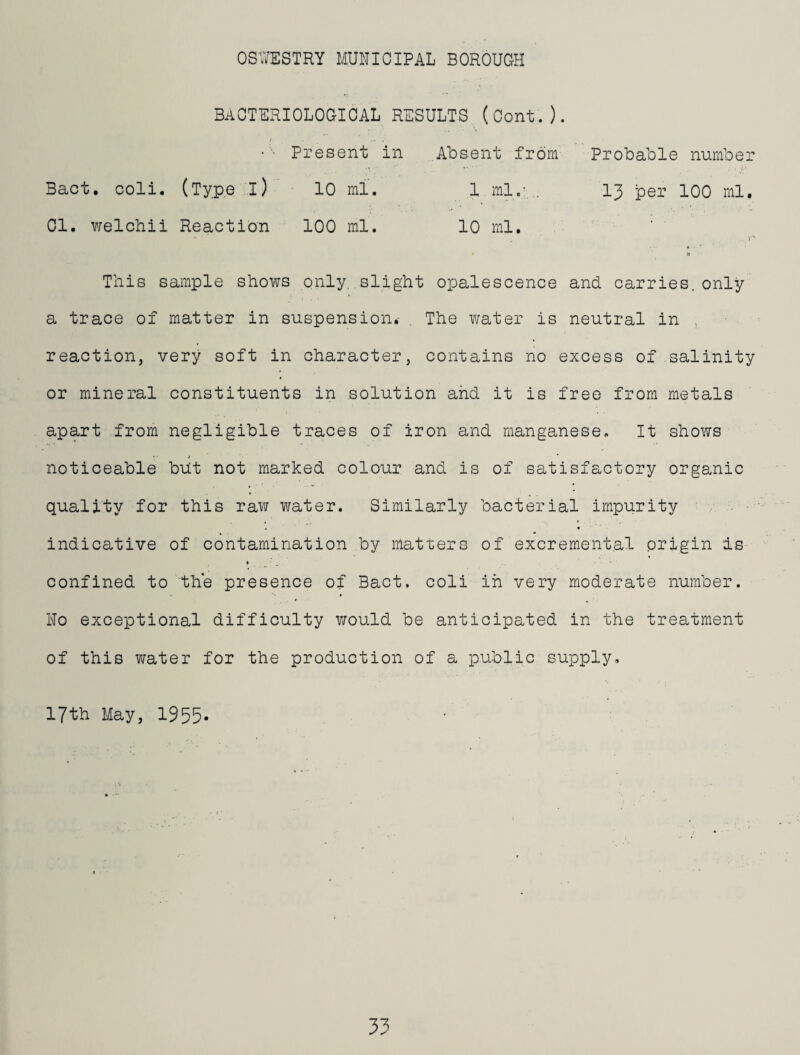 OSWESTRY MUNICIPAL BOROUGH
BACTERIOLOGICAL RESULTS (Cont.).
Present in Absent from Probable number
Bact. coli. (Type I) 10 ml. 1 ml. 13 per 100 ml.
Cl. welchii Reaction 100 ml. 10 ml.
This sample shows only slight opalescence and carries only
a trace of matter in suspension. The water is neutral in
reaction, very soft in character, contains no excess of salinity
or mineral constituents in solution and it is free from metals
apart from negligible traces of iron and manganese. It shows
noticeable but not marked colour and is of satisfactory organic
quality for this raw water. Similarly bacterial impurity
indicative of contamination by matters of excremental origin is
confined to the presence of Bact. coli in very moderate number.
No exceptional difficulty would be anticipated in the treatment
of this water for the production of a public supply.
17th May, 1955.
33